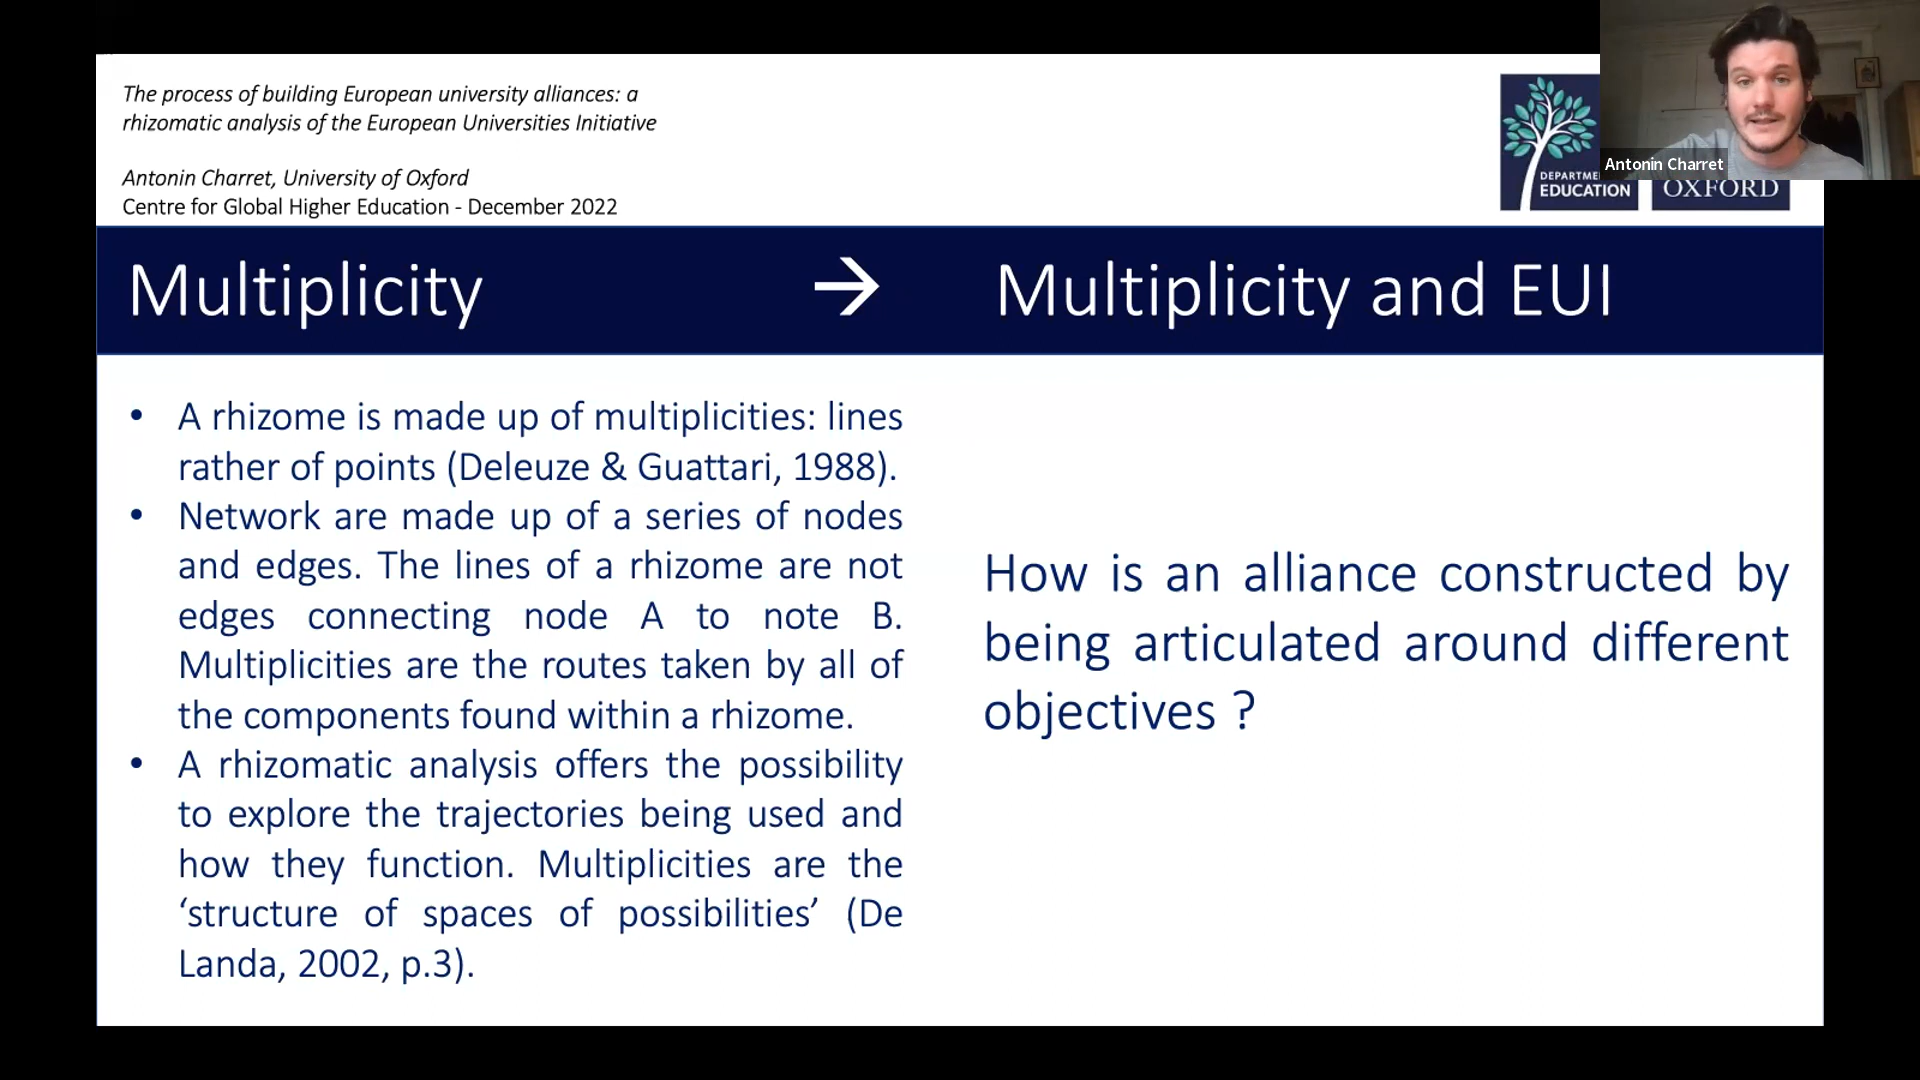 The process of building European university alliances: a
rhizomatic analysis of the European Universities Initiative
Antonin Charret, University of Oxford
Centre for Global Higher Education - December 2022
EDUCATION
OXFORD
Antonin Charret
Multiplicity → Multiplicity and EUI
• A rhizome is made up of multiplicities: lines
rather of points (Deleuze & Guattari, 1988).
• Network are made up of a series of nodes
and edges. The lines of a rhizome are not
edges connecting node A to note B.
Multiplicities are the routes taken by all of
the components found within a rhizome.
• A rhizomatic analysis offers the possibility
to explore the trajectories being used and
how they function. Multiplicities are the
‘structure of spaces of possibilities’ (De
Landa, 2002, p.3).
How is an alliance constructed by
being articulated around different
objectives ?